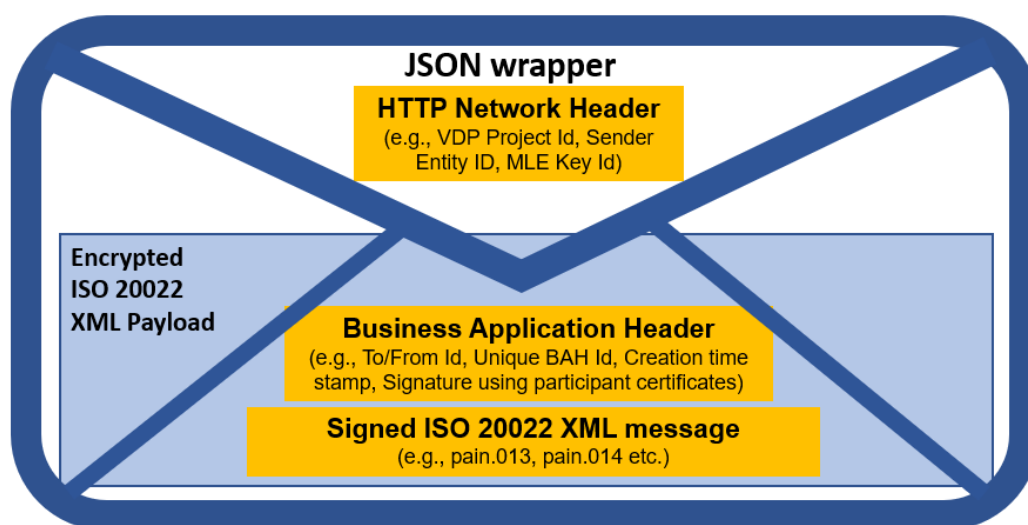 JSON wrapper
HTTP Network Header
(e.g., VDP Project Id, Sender
Entity ID, MLE Key Id)
Encrypted
ISO 20022
XML Payload
Business Application Header
(e.g., To/From Id, Unique BAH Id, Creation time
stamp, Signature using participant certificates)
Signed ISO 20022 XML message
(e.g., pain.013, pain.014 etc.)